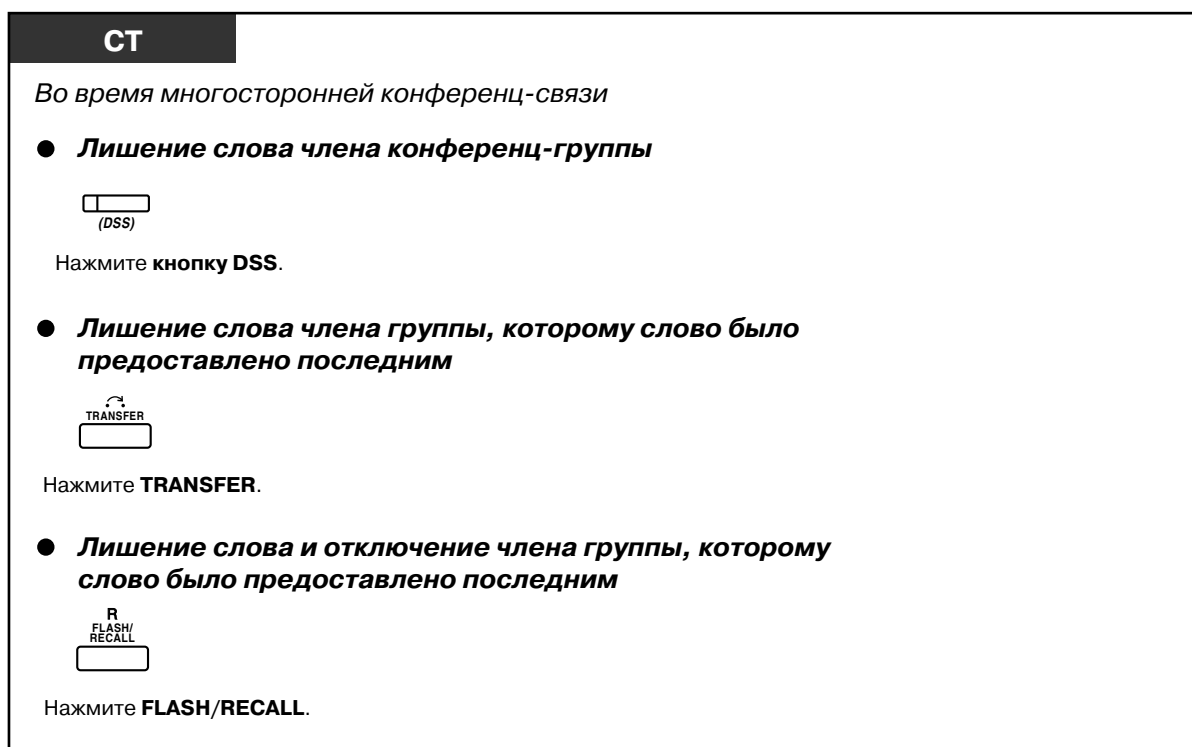 СТ
Во время многосторонней конференц-связи
● Лишение слова члена конференц-группы
(DSS)
Нажмите кнопку DSS.
● Лишение слова члена группы, которому слово было
предоставлено последним
TRANSFER
Нажмите TRANSFER.
● Лишение слова и отключение члена группы, которому
слово было предоставлено последним
R
FLASH/
RECALL
Нажмите FLASH/RECALL.